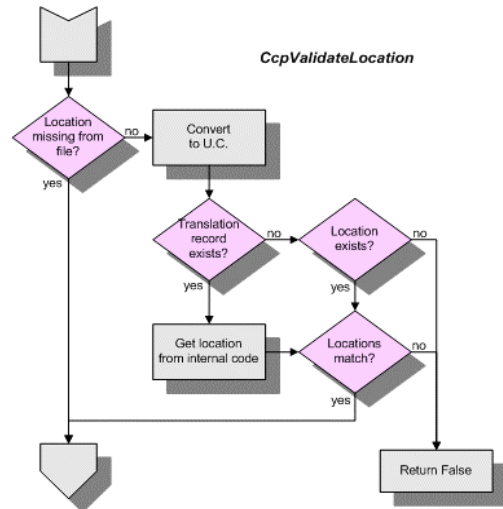 CcpValidateLocation
Location
missing from
file?
no
yes
Convert
to U.C.
Translation
record
exists?
no
yes
Location
exists?
no
yes
Get location
from internal code
Locations
match?
no
yes
Return False